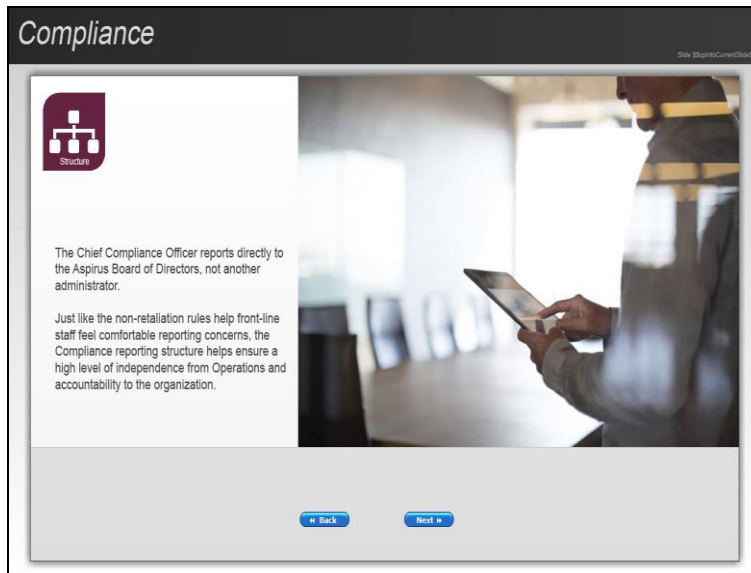 Compliance
Slide $$cpInfoCurrentSlide$
Structure
The Chief Compliance Officer reports directly to
the Aspirus Board of Directors, not another
administrator.
Just like the non-retaliation rules help front-line
staff feel comfortable reporting concerns, the
Compliance reporting structure helps ensure a
high level of independence from Operations and
accountability to the organization.
« Back
Next »